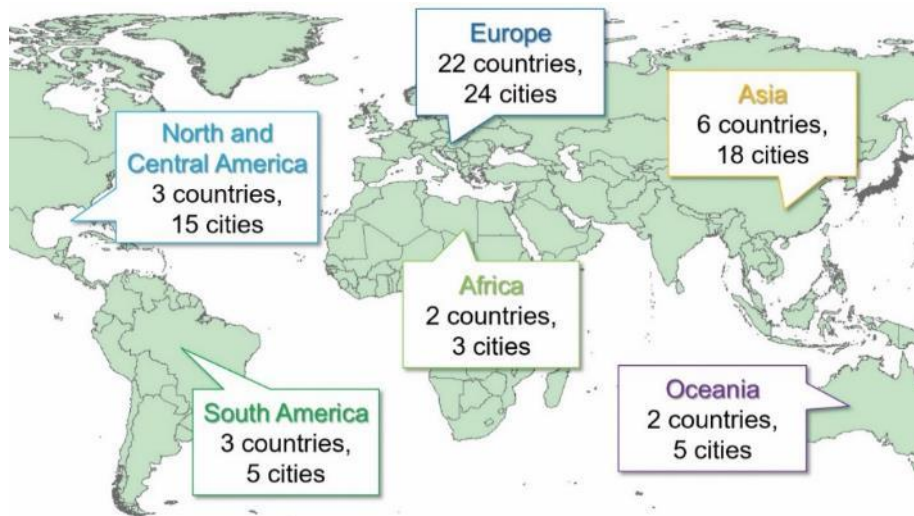 Europe
22 countries,
24 cities
Asia
6 countries,
18 cities
North and
Central America
3 countries,
15 cities
Africa
2 countries,
3 cities
Oceania
2 countries,
5 cities
South America
3 countries,
5 cities